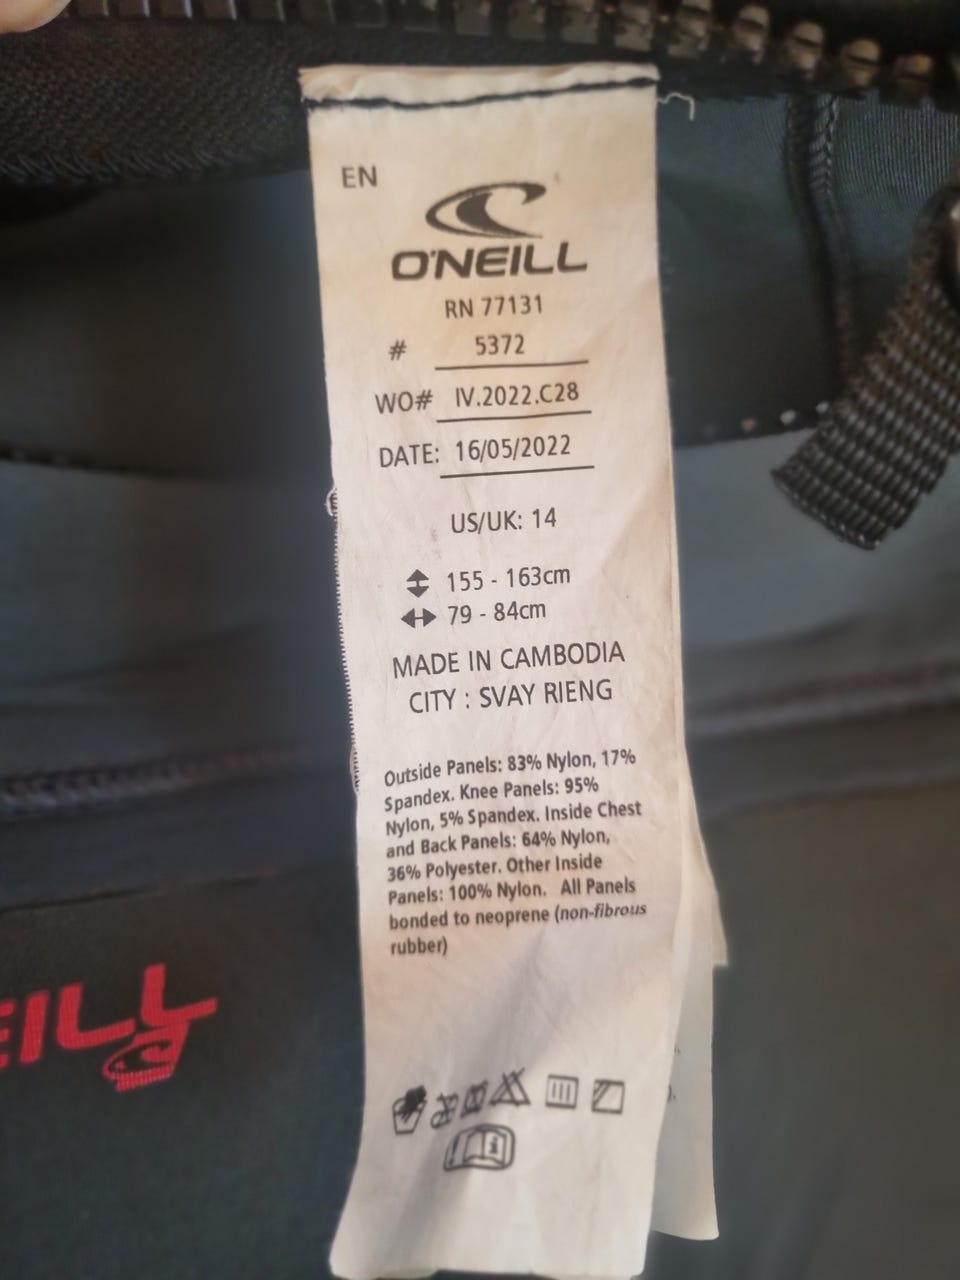 EN
O'NEILL
RN 77131
# 5372
WO# IV.2022.C28
DATE: 16/05/2022
US/UK: 14
155 - 163cm
79 - 84cm
MADE IN CAMBODIA
CITY : SVAY RIENG
Outside Panels: 83% Nylon, 17%
Spandex. Knee Panels: 95%
Nylon, 5% Spandex. Inside Chest
and Back Panels: 64% Nylon,
36% Polyester. Other Inside
Panels: 100% Nylon. All Panels
bonded to neoprene (non-fibrous
rubber)
EILL